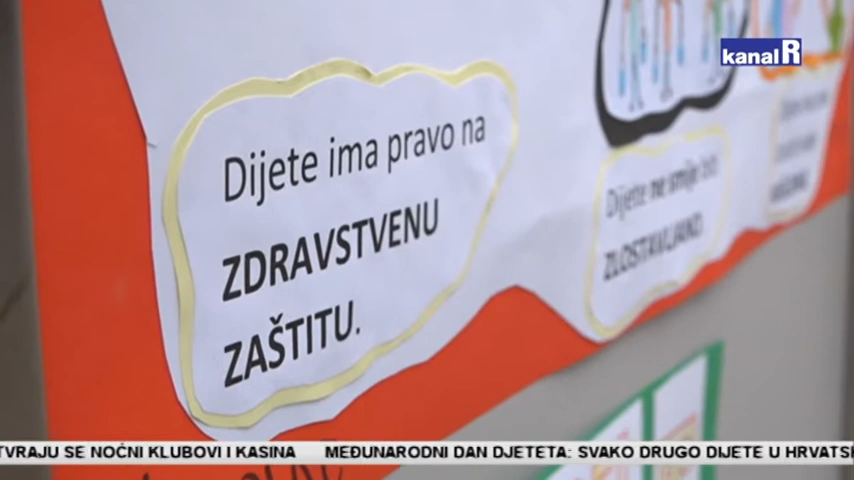 kanal R
Dijete ima pravo na
ZDRAVSTVENU
ZAŠTITU.
Dijete ne smije biti
ZLOSTAVLJANO
TVRAJU SE NOĆNI KLUBOVI I KASINA MEĐUNARODNI DAN DJETETA: SVAKO DRUGO DIJETE U HRVATSK